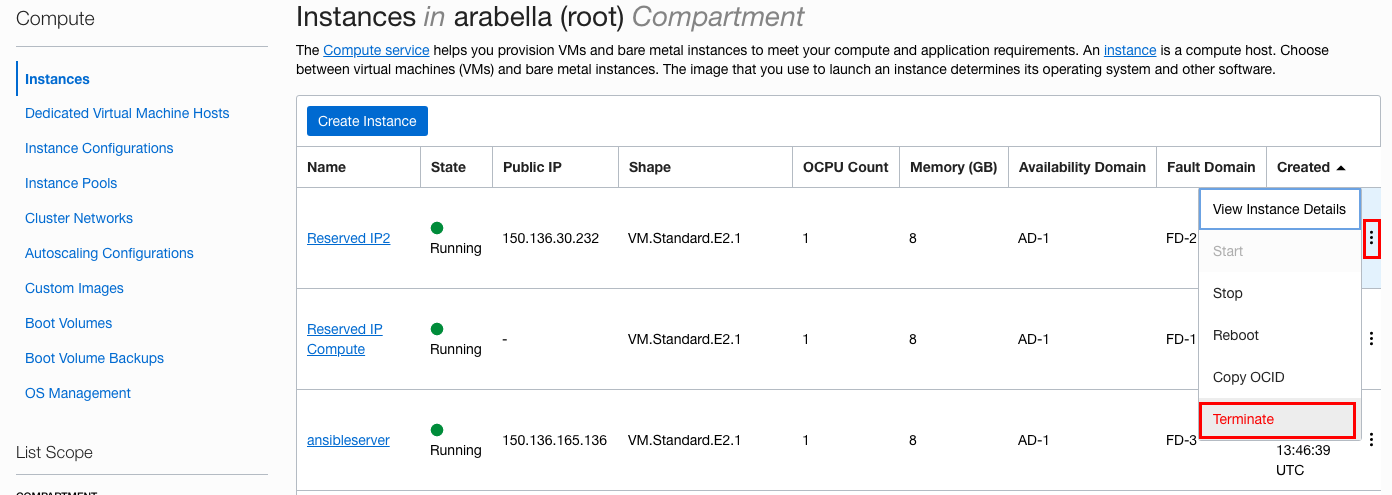 Compute
Instances
Dedicated Virtual Machine Hosts
Instance Configurations
Instance Pools
Cluster Networks
Autoscaling Configurations
Custom Images
Boot Volumes
Boot Volume Backups
OS Management
List Scope
COMPARTMENT
Instances in arabella (root) Compartment
The Compute service helps you provision VMs and bare metal instances to meet your compute and application requirements. An instance is a compute host. Choose
between virtual machines (VMs) and bare metal instances. The image that you use to launch an instance determines its operating system and other software.
Create Instance
Name State Public IP Shape OCPU Count Memory (GB) Availability Domain Fault Domain Created
Reserved IP2 Running 150.136.30.232 VM.Standard.E2.1 1 8 AD-1 FD-2
Reserved IP
Compute Running - VM.Standard.E2.1 1 8 AD-1 FD-1
ansibleserver Running 150.136.165.136 VM.Standard.E2.1 1 8 AD-1 FD-3
13:46:39
UTC
View Instance Details
Start
Stop
Reboot
Copy OCID
Terminate